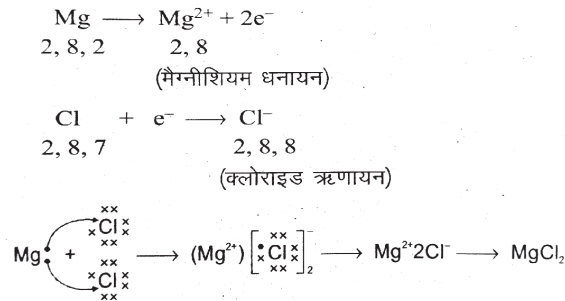 Mg ⟶ Mg²⁺ + 2e⁻
2, 8, 2 2, 8
(मैग्नीशियम धनायन)
Cl + e⁻ ⟶ Cl⁻
2, 8, 7 2, 8, 8
(क्लोराइड ऋणायन)
Mg: + Cl Cl ⟶ (Mg²⁺) [Cl]₂⁻ ⟶ Mg²⁺2Cl⁻ ⟶ MgCl₂